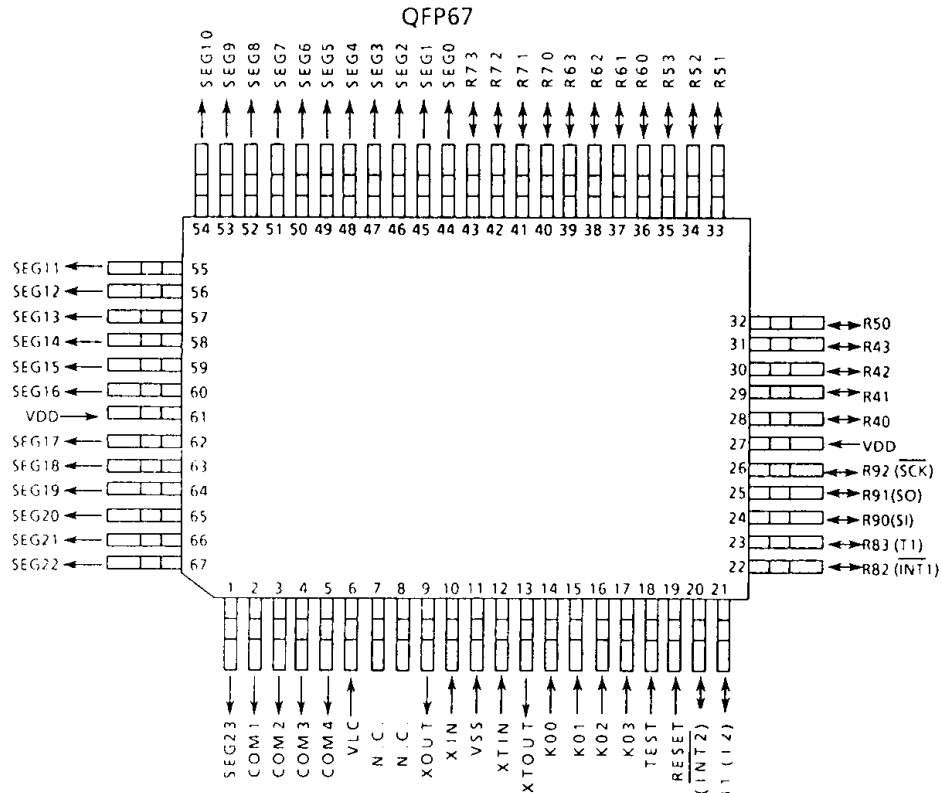 QFP67
SEG10 SEG9 SEG8 SEG7 SEG6 SEG5 SEG4 SEG3 SEG2 SEG1 SEG0 R73 R72 R71 R70 R63 R62 R61 R60 R53 R52 R51
54 53 52 51 50 49 48 47 46 45 44 43 42 41 40 39 38 37 36 35 34 33
SEG11 55
SEG12 56
SEG13 57
SEG14 58
SEG15 59
SEG16 60
VDD 61
SEG17 62
SEG18 63
SEG19 64
SEG20 65
SEG21 66
SEG22 67
32 R50
31 R43
30 R42
29 R41
28 R40
27 VDD
26 R92 (SCK)
25 R91(SO)
24 R90(SI)
23 R83 (T1)
22 R82 (INT1)
1 2 3 4 5 6 7 8 9 10 11 12 13 14 15 16 17 18 19 20 21
SEG23 COM1 COM2 COM3 COM4 VLC N.C. N.C. XOUT XIN VSS XTIN XTOUT K00 K01 K02 K03 TEST RESET (INT2)